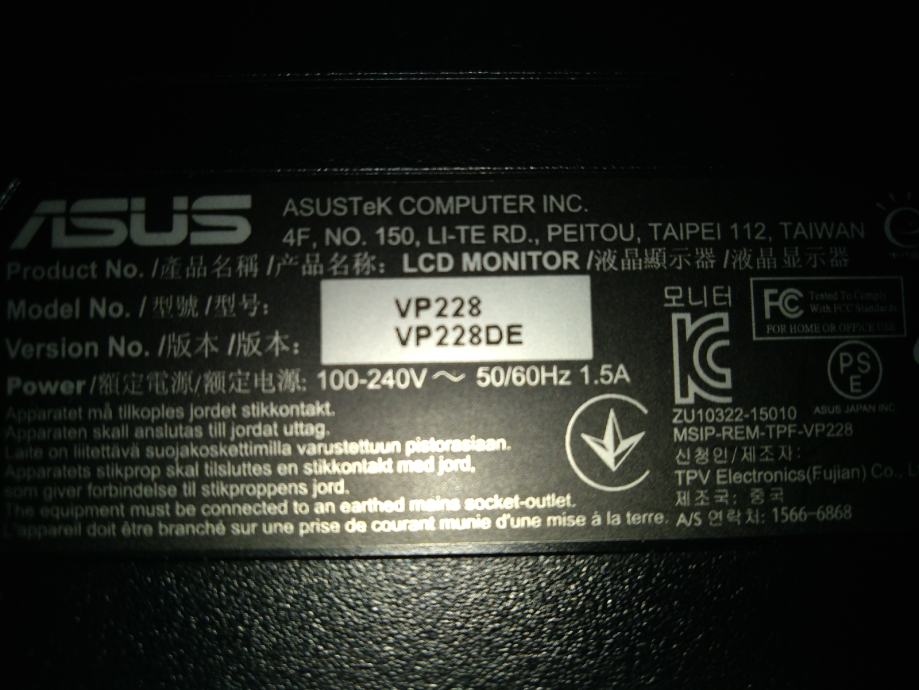 ASUS
ASUSTeK COMPUTER INC.
4F, NO. 150, LI-TE RD., PEITOU, TAIPEI 112, TAIWAN
Product No. /產品名稱 /产品名称: LCD MONITOR /液晶顯示器 /液晶显示器
Model No. /型號 /型号: VP228
Version No. /版本 /版本: VP228DE
Power/額定電源/额定电源: 100-240V～ 50/60Hz 1.5A
Apparatet må tilkoples jordet stikkontakt.
Apparaten skall anslutas till jordat uttag.
Laite on liitettävä suojakoskettimilla varustettuun pistorasiaan.
Apparatets stikprop skal tilsluttes en stikkontakt med jord,
som giver forbindelse til stikproppens jord.
The equipment must be connected to an earthed mains socket-outlet.
L'appareil doit être branché sur une prise de courant munie d'une mise à la terre.
모니터
ZU10322-15010
MSIP-REM-TPF-VP228
신청인/제조자:
TPV Electronics(Fujian) Co.,
제조국: 중국
A/S 연락처: 1566-6868
FC
Tested To Comply
With FCC Standards
FOR HOME OR OFFICE USE
PS
E
ASUS JAPAN INC.